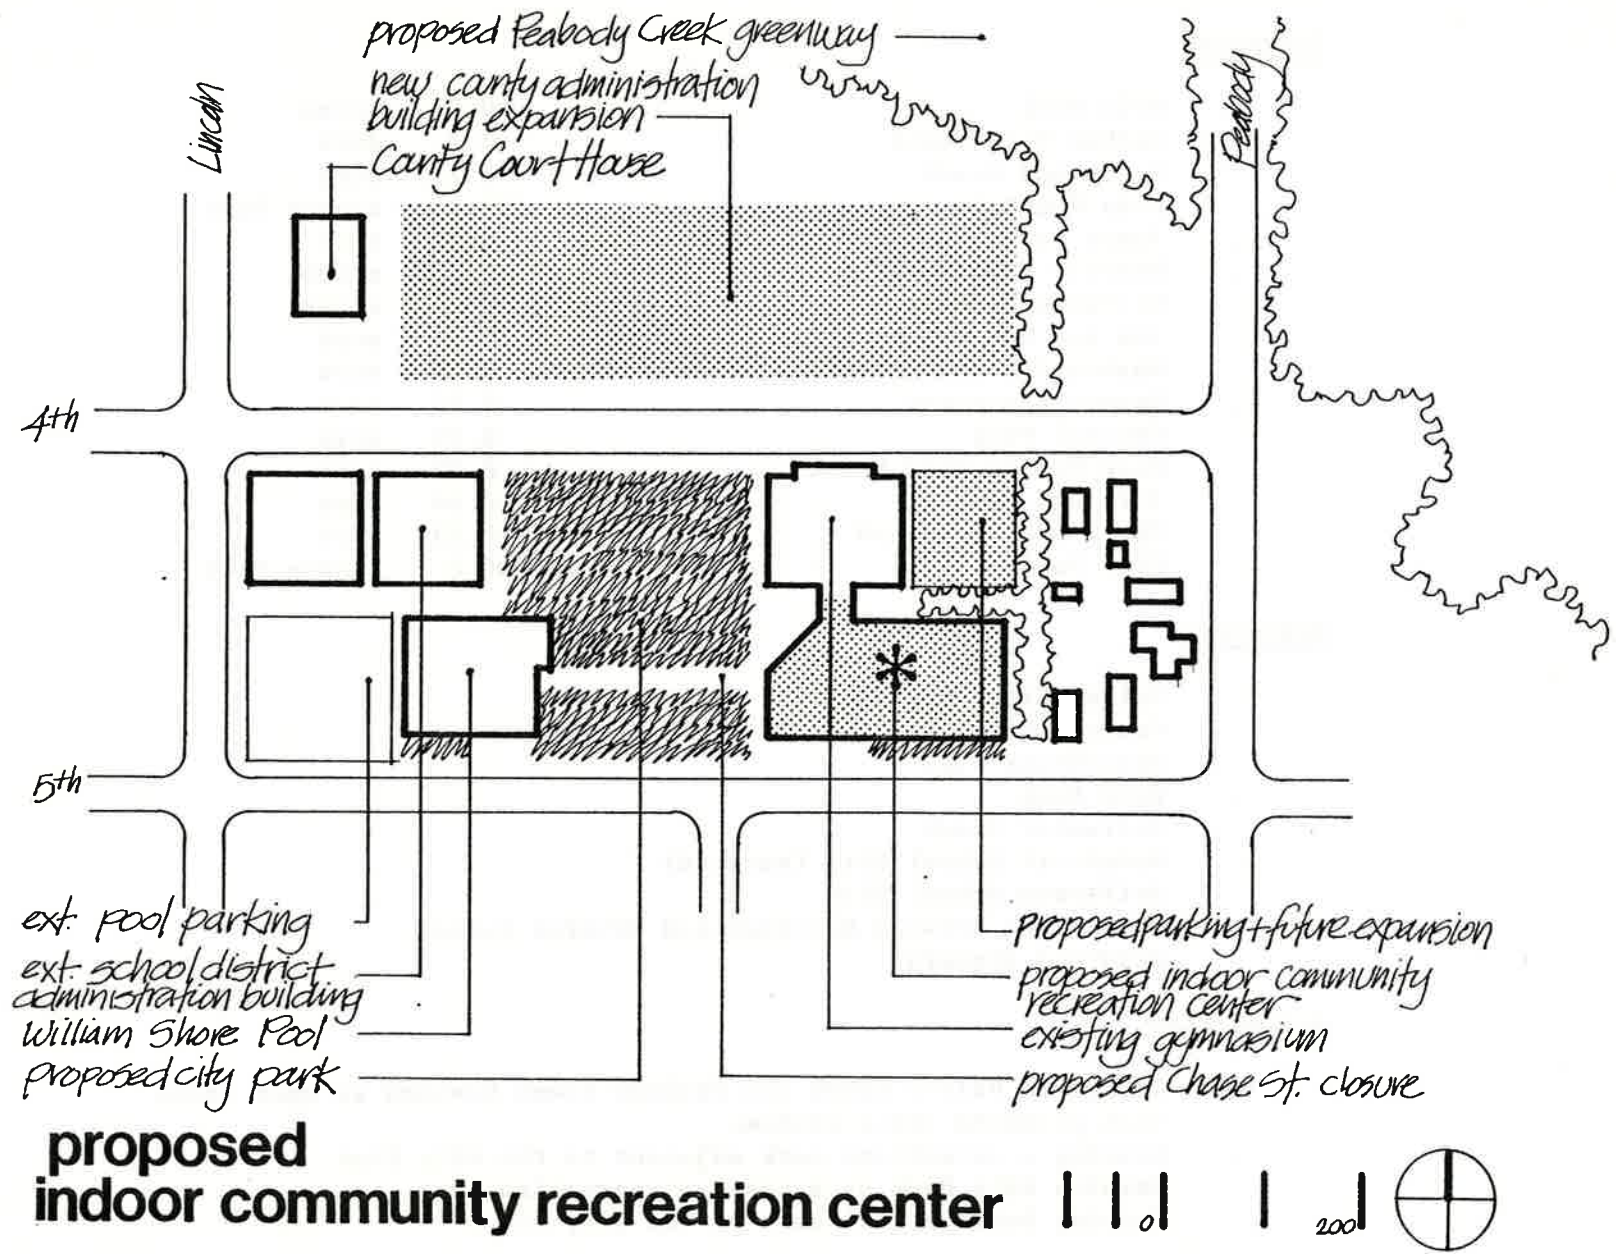 proposed Peabody Creek greenway
new county administration
building expansion
County Court House
Lincoln
Peabody
4th
5th
ext. pool parking
ext. school district
administration building
William Shore Pool
proposed city park
proposed parking + future expansion
proposed indoor community
recreation center
existing gymnasium
proposed Chase St. closure
proposed
indoor community recreation center
0
200